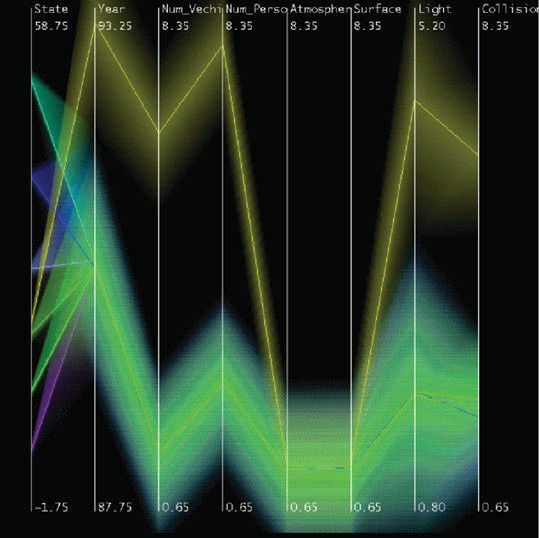 State Year Num_Vechi Num_Perso Atmospher Surface Light Collision
58.75 93.25 8.35 8.35 8.35 8.35 5.20 8.35
-1.75 87.75 0.65 0.65 0.65 0.65 0.80 0.65